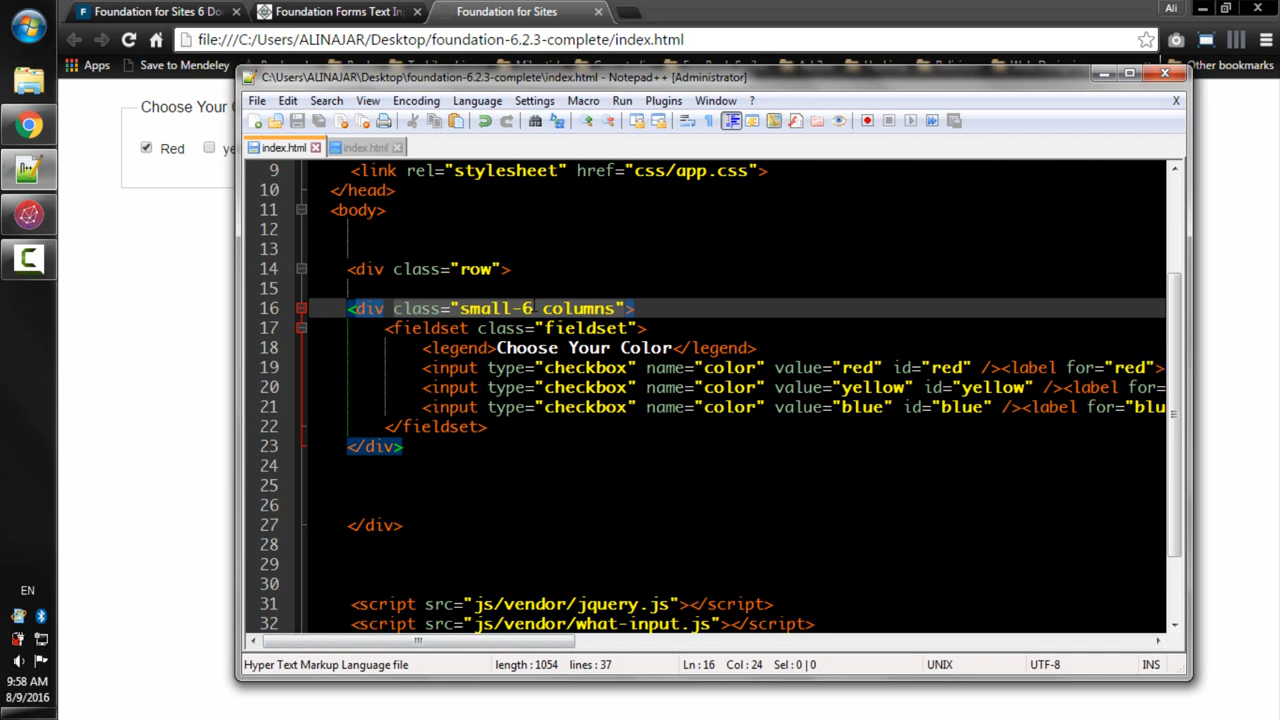 Foundation for Sites 6 Do
Foundation Forms Text In
Foundation for Sites
Ali
file:///C:/Users/ALINAJAR/Desktop/foundation-6.2.3-complete/index.html
Apps
Save to Mendeley
Other bookmarks
C:\Users\ALINAJAR\Desktop\foundation-6.2.3-complete\index.html - Notepad++ [Administrator]
File Edit Search View Encoding Language Settings Macro Run Plugins Window ?
X
index.html
index.html
Choose Your C
Red
ye
9 <link rel="stylesheet" href="css/app.css">
10 </head>
11 <body>
12
13
14 <div class="row">
15
16 <div class="small-6 columns">
17 <fieldset class="fieldset">
18 <legend>Choose Your Color</legend>
19 <input type="checkbox" name="color" value="red" id="red" /><label for="red">
20 <input type="checkbox" name="color" value="yellow" id="yellow" /><label for=
21 <input type="checkbox" name="color" value="blue" id="blue" /><label for="blu
22 </fieldset>
23 </div>
24
25
26
27 </div>
28
29
30
31 <script src="js/vendor/jquery.js"></script>
32 <script src="js/vendor/what-input.js"></script>
Hyper Text Markup Language file
length : 1054 lines : 37
Ln : 16 Col : 24 Sel : 0 | 0
UNIX
UTF-8
INS
EN
9:58 AM
8/9/2016